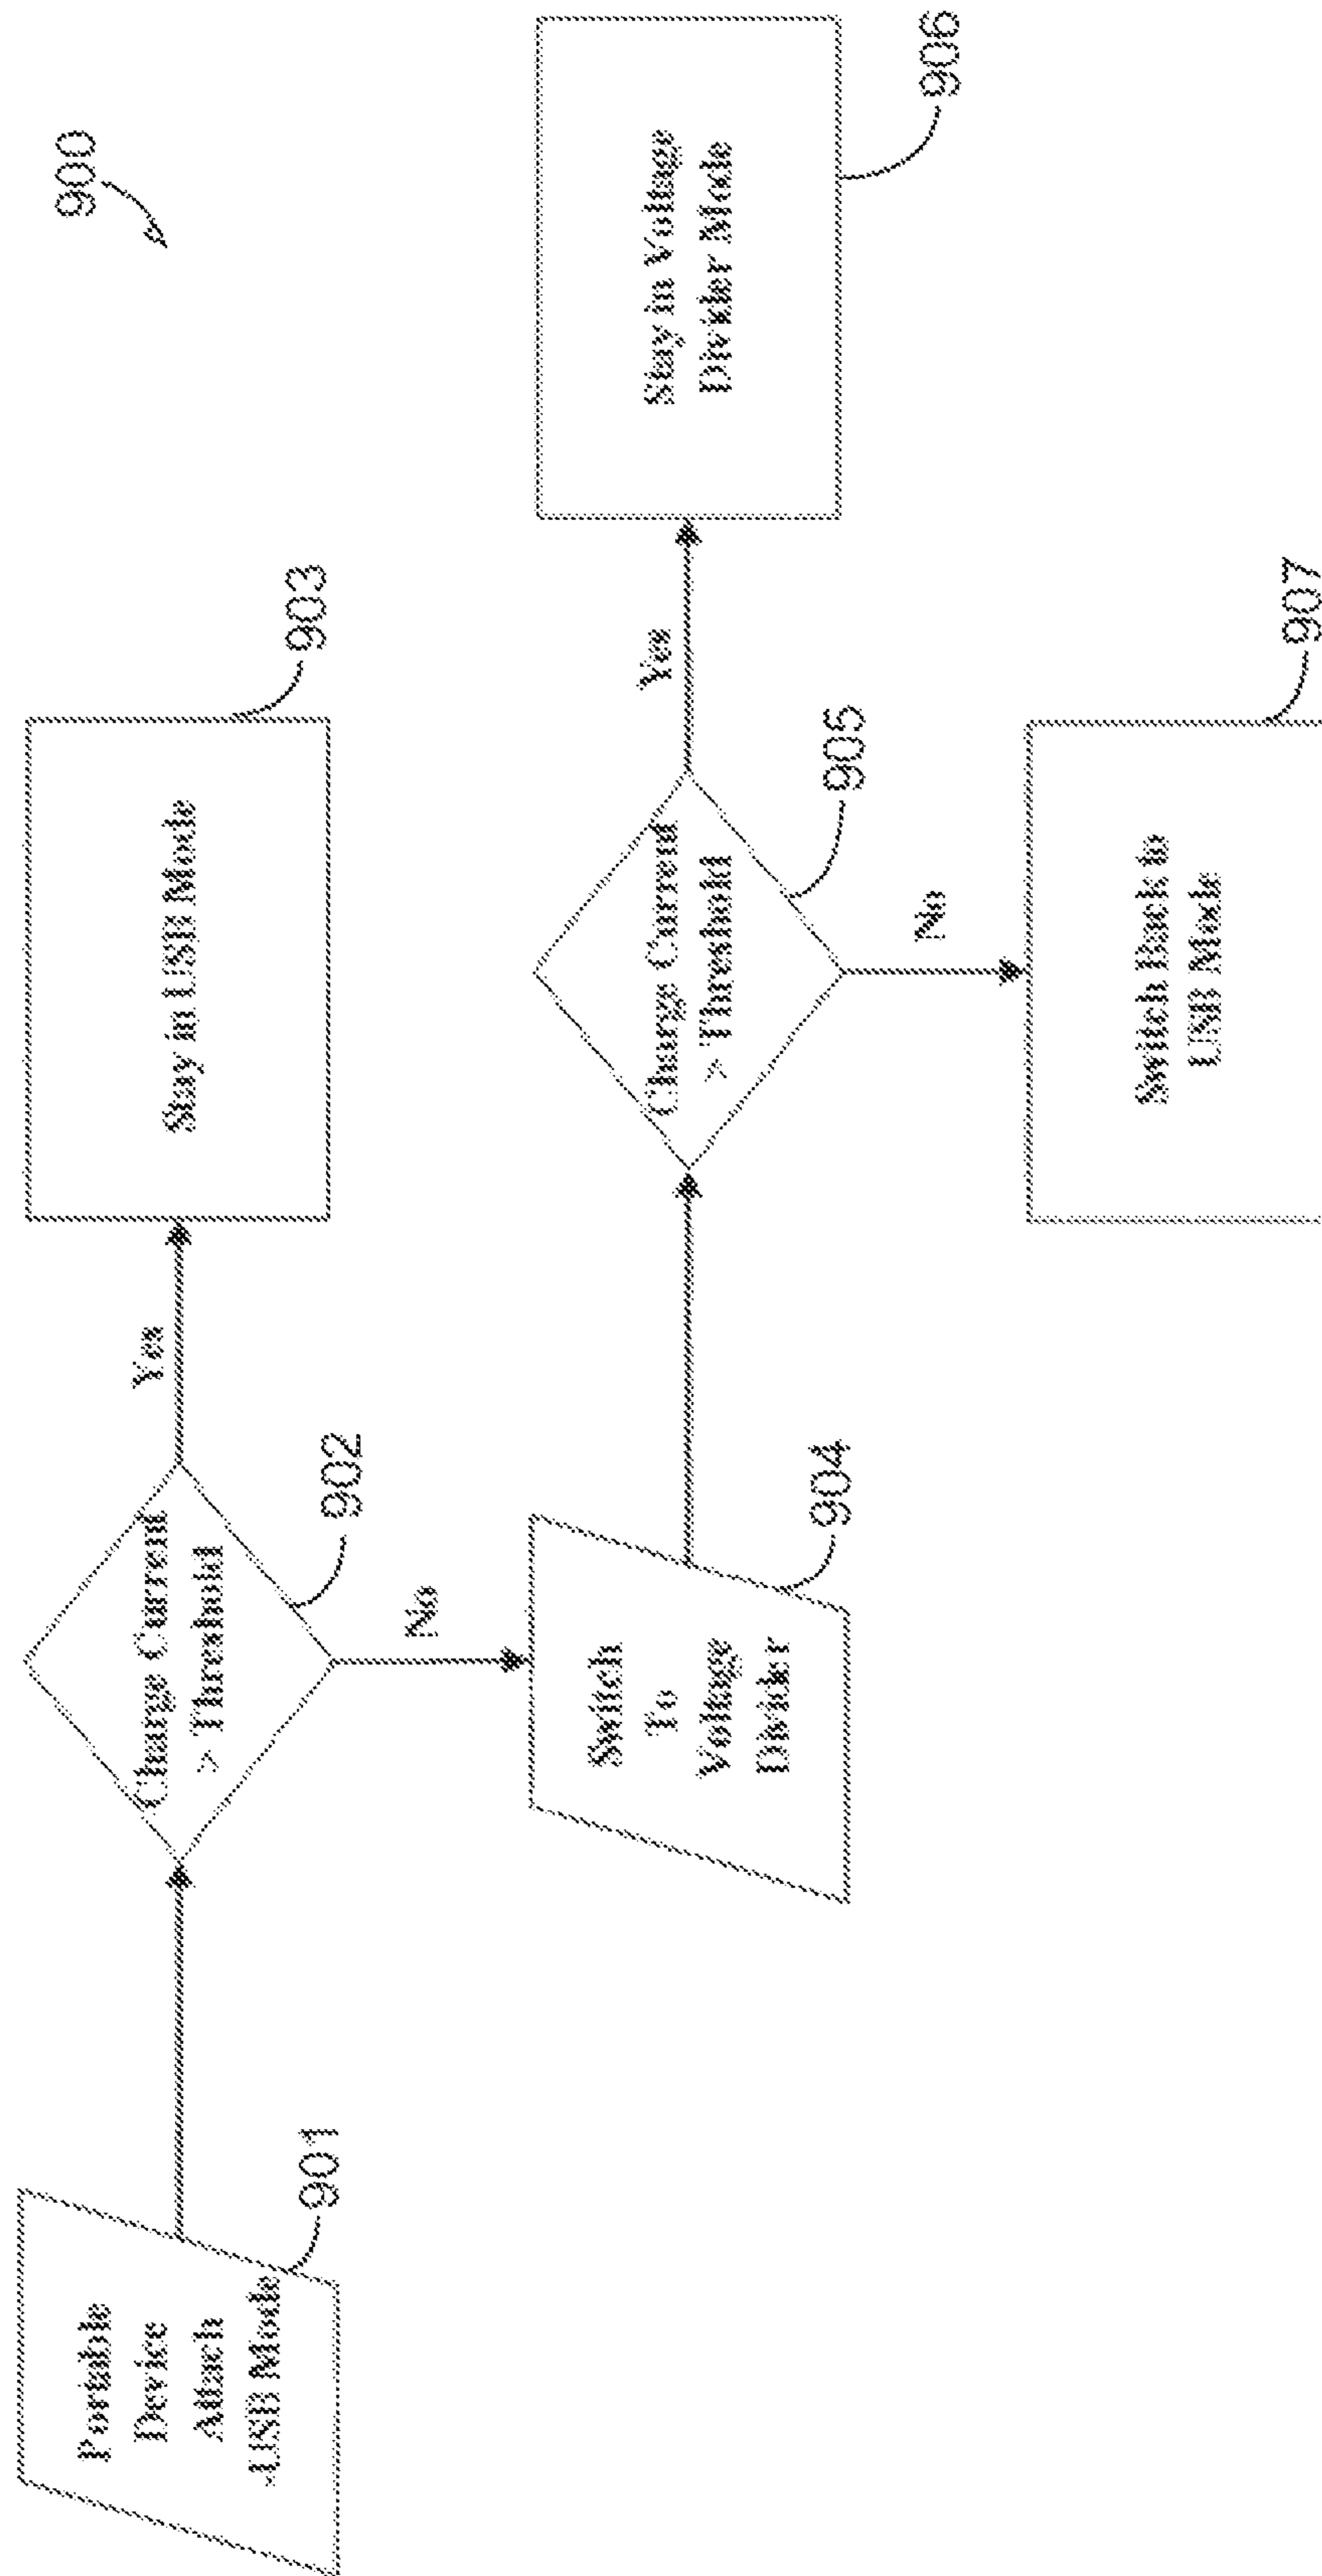 900
Portable
Device
Attach
-USB Mode
901
Charge Current
> Threshold
902
Yes
Stay in USB Mode
903
No
Switch
To
Voltage
Divider
904
Charge Current
> Threshold
905
Yes
Stay in Voltage
Divider Mode
906
No
Switch Back to
USB Mode
907